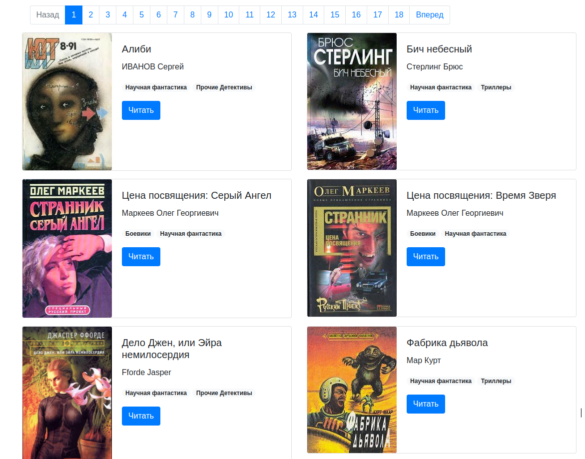 Назад 1 2 3 4 5 6 7 8 9 10 11 12 13 14 15 16 17 18 Вперед
ЮТ 8·91
Алиби
ИВАНОВ Сергей
Научная фантастика Прочие Детективы
Читать
БРЮС
СТЕРЛИНГ
БИЧ НЕБЕСНЫЙ
Бич небесный
Стерлинг Брюс
Научная фантастика Триллеры
Читать
ОЛЕГ МАРКЕЕВ
СТРАННИК
СЕРЫЙ АНГЕЛ
Цена посвящения: Серый Ангел
Маркеев Олег Георгиевич
Боевики Научная фантастика
Читать
ОЛЕГ МАРКЕЕВ
СТРАННИК
ЦЕНА
ПОСВЯЩЕНИЯ
Цена посвящения: Время Зверя
Маркеев Олег Георгиевич
Боевики Научная фантастика
Читать
ДЖАСПЕР ФФОРДЕ
Дело Джен, или Эйра
немилосердия
Fforde Jasper
Научная фантастика Прочие Детективы
Читать
ФАБРИКА
ДЬЯВОЛА
Фабрика дьявола
Мар Курт
Научная фантастика Триллеры
Читать